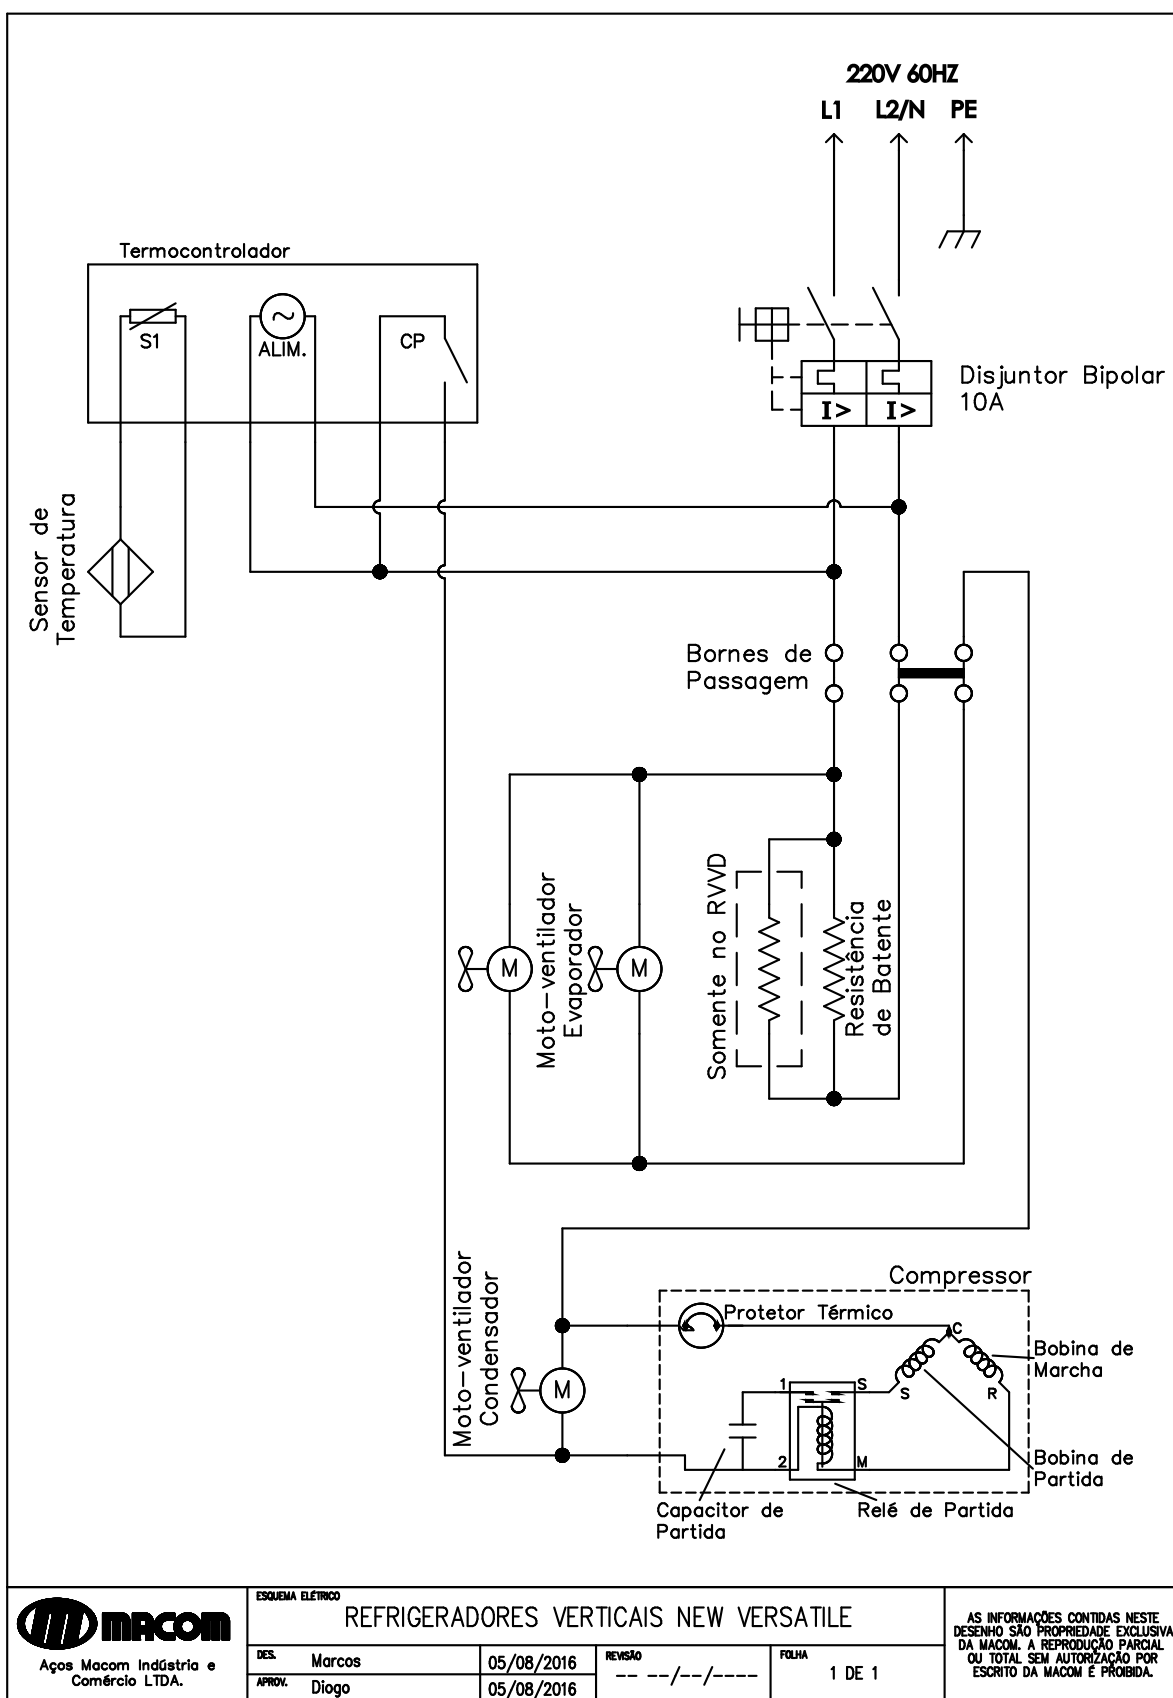 220V 60HZ
L1 L2/N PE
Termocontrolador
S1
ALIM.
CP
Disjuntor Bipolar
10A
I> I>
Sensor de
Temperatura
Bornes de
Passagem
Moto-ventilador
Evaporador
M
M
Somente no RVVD
Resistência
de Batente
Moto-ventilador
Condensador
M
Compressor
Protetor Térmico
C
Bobina de
Marcha
1 S
S R
2 M
Bobina de
Partida
Capacitor de
Partida
Relé de Partida
MACOM
Aços Macom Indústria e
Comércio LTDA.
ESQUEMA ELÉTRICO
REFRIGERADORES VERTICAIS NEW VERSATILE
DES. Marcos 05/08/2016
APROV. Diogo 05/08/2016
REVISÃO
-- --/--/----
FOLHA
1 DE 1
AS INFORMAÇÕES CONTIDAS NESTE
DESENHO SÃO PROPRIEDADE EXCLUSIVA
DA MACOM. A REPRODUÇÃO PARCIAL
OU TOTAL SEM AUTORIZAÇÃO POR
ESCRITO DA MACOM É PROIBIDA.